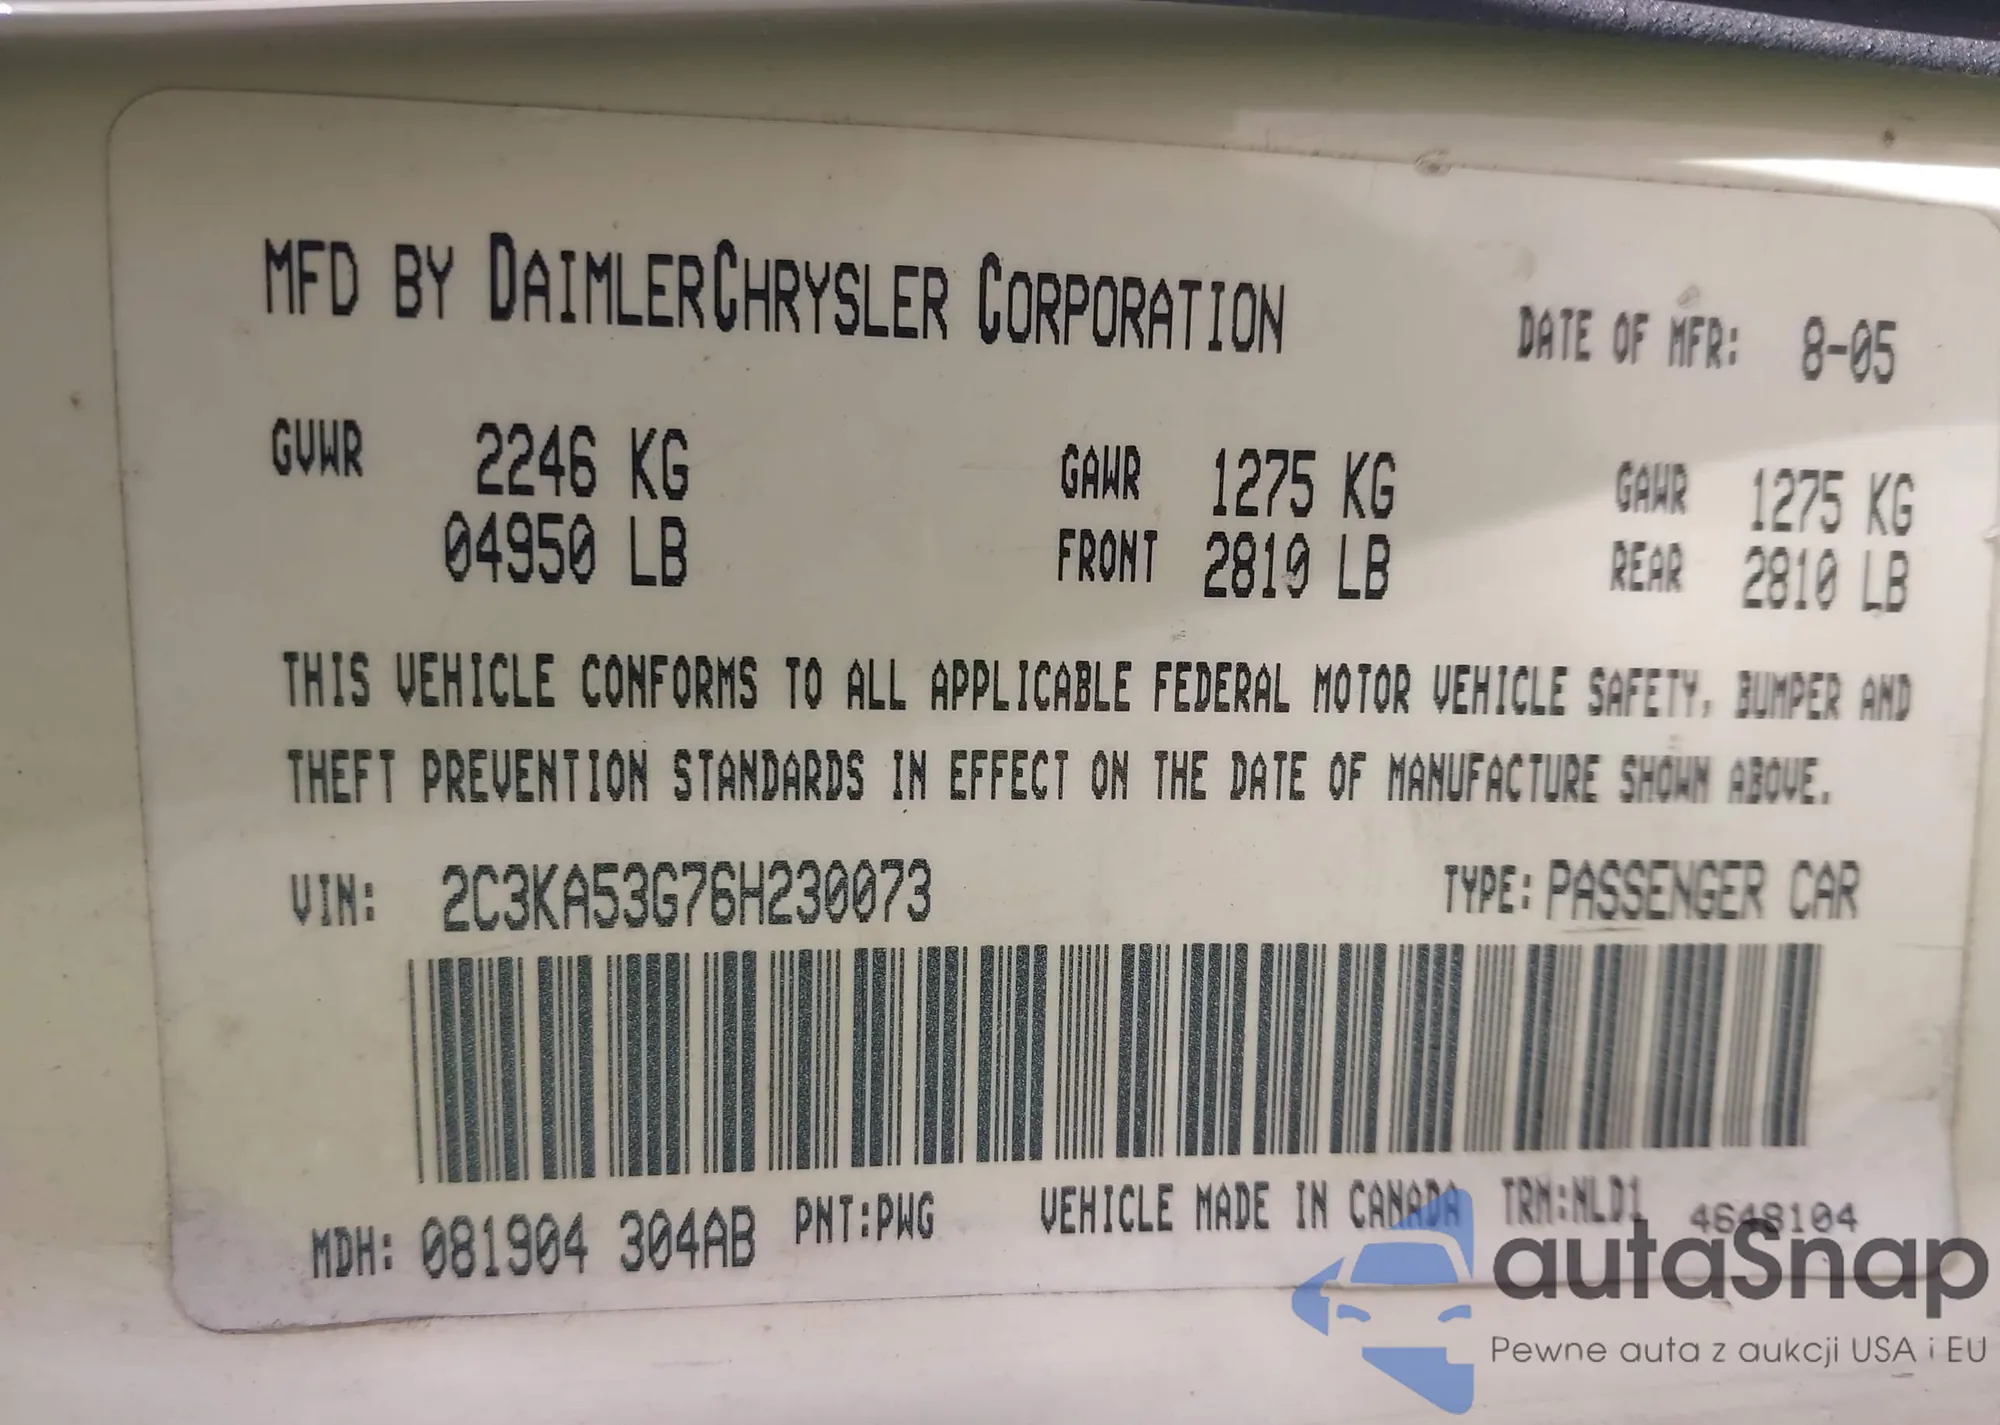 MFD BY DAIMLERCHRYSLER CORPORATION DATE OF MFR: 8-05
GVWR 2246 KG GAWR 1275 KG GAWR 1275 KG
04950 LB FRONT 2810 LB REAR 2810 LB
THIS VEHICLE CONFORMS TO ALL APPLICABLE FEDERAL MOTOR VEHICLE SAFETY, BUMPER AND
THEFT PREVENTION STANDARDS IN EFFECT ON THE DATE OF MANUFACTURE SHOWN ABOVE.
VIN: 2C3KA53G76H230073 TYPE: PASSENGER CAR
MDH: 081904 304AB PNT:PWG VEHICLE MADE IN CANADA TRM:NLD1 4648104
autaSnap
Pewne auta z aukcji USA i EU